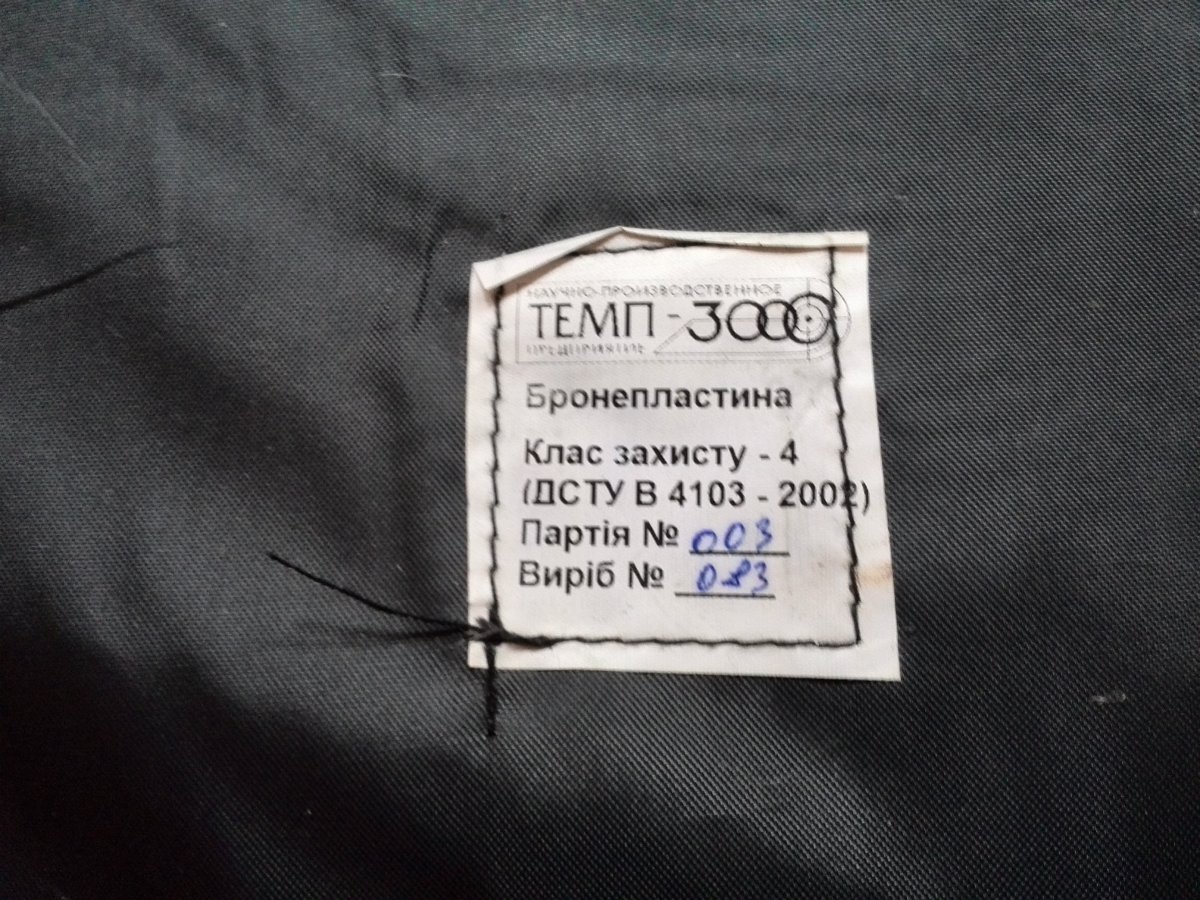 НАУЧНО-ПРОИЗВОДСТВЕННОЕ
ТЕМП - 3000
ПРЕДПРИЯТИЕ
Бронепластина
Клас захисту - 4
(ДСТУ В 4103 - 2002)
Партія № 003
Виріб № 083